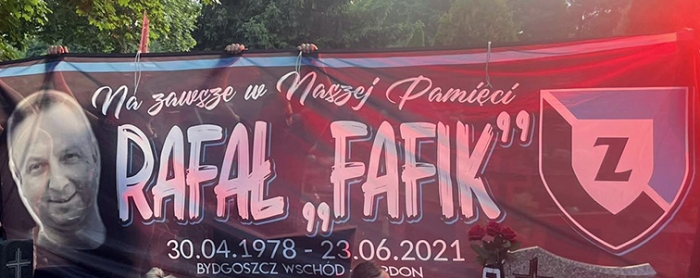 Na zawsze w Naszej Pamięci
RAFAŁ „FAFIK”
Z
30.04.1978 - 23.06.2021
BYDGOSZCZ WSCHÓD